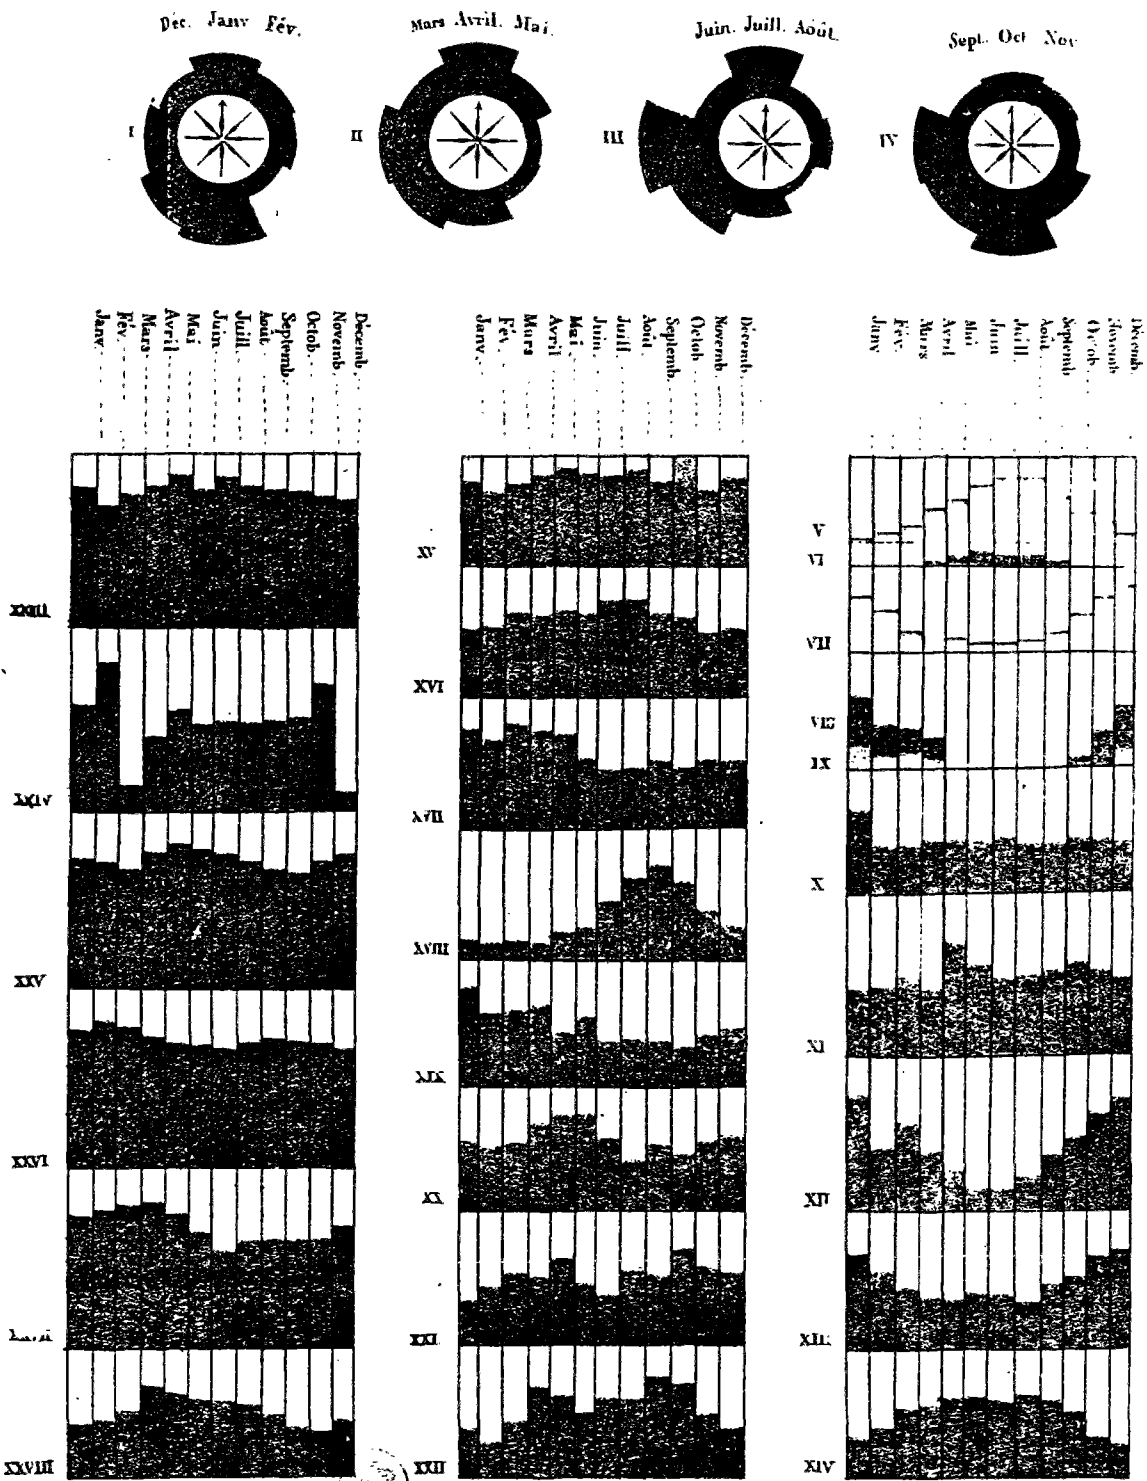 Déc. Janv Fév.
Mars Avril. Mai.
Juin. Juill. Août.
Sept. Oct Nov
I
II
III
IV
Janv. Fév. Mars. Avril. Mai. Juin. Juill. Août. Septemb. Octob. Novemb. Décemb.
Janv. Fév. Mars Avril Mai. Juin. Juill. Août. Septemb. Octob. Novemb. Décemb.
Janv Fév. Mars Avril Mai. Juin Juill. Août. Septemb Octob. Novemb Décemb.
XXIII
XXIV
XXV
XXVI
XXVIII
XV
XVI
XVII
XVIII
XIX
XX
XXI.
XXII
V
VI
VII
VIII
IX
X
XI
XII
XIII
XIV